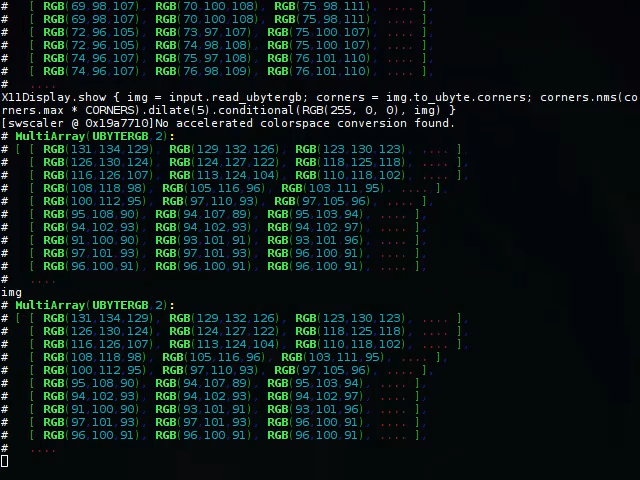 #   [ RGB(69,98,107), RGB(70,100,108), RGB(75,98,111), .... ],
#   [ RGB(67,98,107), RGB(70,100,108), RGB(75,98,111), .... ],
#   [ RGB(72,96,105), RGB(73,97,107), RGB(75,100,107), .... ],
#   [ RGB(74,96,107), RGB(74,98,108), RGB(75,100,107), .... ],
#   [ RGB(72,96,106), RGB(74,98,108), RGB(76,101,110), .... ],
#   [ RGB(74,96,107), RGB(76,98,109), RGB(76,101,110), .... ],
#   ....
X11Display.show { img = input.read_ubytergb; corners = img.to_ubyte.corners; corners.nms(co
rners.max * CORNERS).dilate(5).conditional(RGB(255, 0, 0), img) }
[swscaler @ 0x19a7710]No accelerated colorspace conversion found.
# MultiArray(UBYTERGB,2):
# [ [ RGB(131,134,129), RGB(129,132,126), RGB(123,130,123), .... ],
#   [ RGB(126,130,124), RGB(124,127,122), RGB(118,125,118), .... ],
#   [ RGB(116,126,107), RGB(113,124,104), RGB(110,118,102), .... ],
#   [ RGB(108,118,98), RGB(105,116,96), RGB(103,111,95), .... ],
#   [ RGB(100,112,95), RGB(97,110,93), RGB(97,105,96), .... ],
#   [ RGB(95,108,90), RGB(94,107,89), RGB(95,103,94), .... ],
#   [ RGB(94,102,93), RGB(94,102,93), RGB(94,102,97), .... ],
#   [ RGB(91,100,90), RGB(93,101,91), RGB(93,101,96), .... ],
#   [ RGB(97,101,93), RGB(97,101,93), RGB(96,100,91), .... ],
#   [ RGB(96,100,91), RGB(96,100,91), RGB(96,100,91), .... ],
#   ....
img
# MultiArray(UBYTERGB,2):
# [ [ RGB(131,134,129), RGB(129,132,126), RGB(123,130,123), .... ],
#   [ RGB(126,130,124), RGB(124,127,122), RGB(118,125,118), .... ],
#   [ RGB(116,126,107), RGB(113,124,104), RGB(110,118,102), .... ],
#   [ RGB(108,118,98), RGB(105,116,96), RGB(103,111,95), .... ],
#   [ RGB(100,112,95), RGB(97,110,93), RGB(97,105,96), .... ],
#   [ RGB(95,108,90), RGB(94,107,89), RGB(95,103,94), .... ],
#   [ RGB(94,102,93), RGB(94,102,93), RGB(94,102,97), .... ],
#   [ RGB(91,100,90), RGB(93,101,91), RGB(93,101,96), .... ],
#   [ RGB(97,101,93), RGB(97,101,93), RGB(96,100,91), .... ],
#   [ RGB(96,100,91), RGB(96,100,91), RGB(96,100,91), .... ],
#   ....